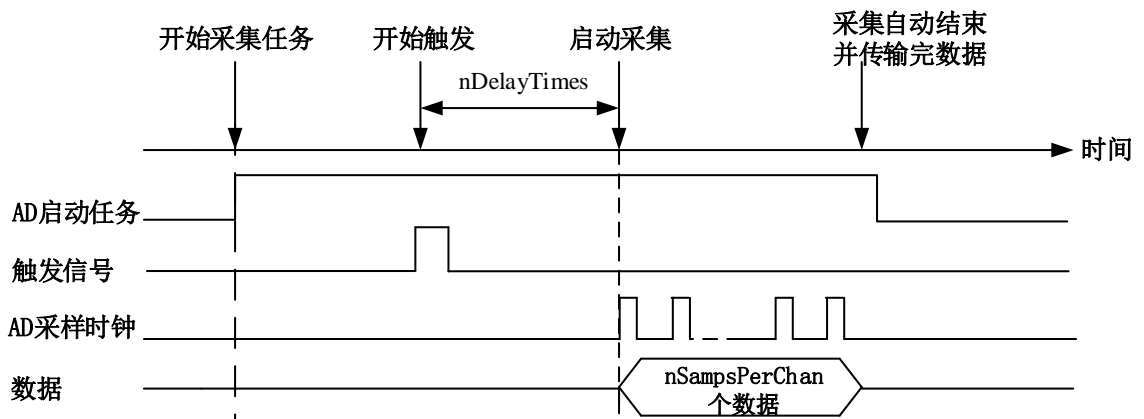 开始采集任务
开始触发
启动采集
采集自动结束
并传输完数据
nDelayTimes
时间
AD启动任务
触发信号
AD采样时钟
数据
nSampsPerChan
个数据